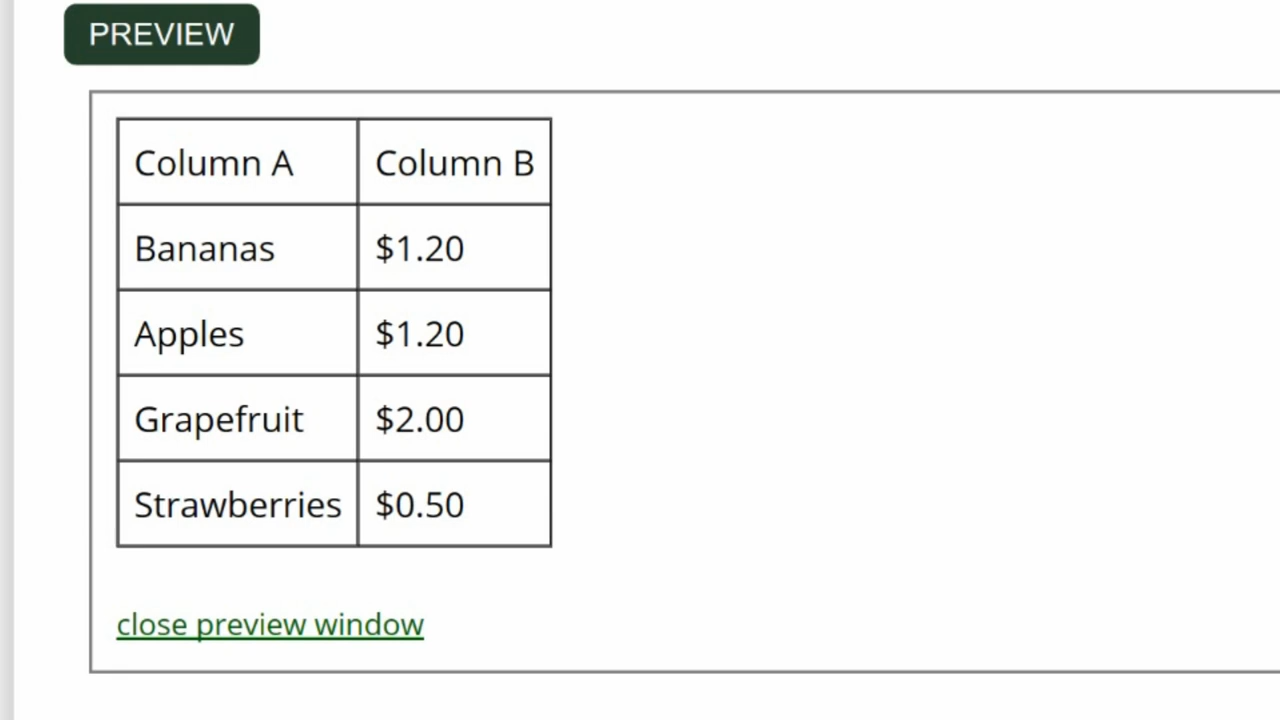 PREVIEW
Column A Column B
Bananas $1.20
Apples $1.20
Grapefruit $2.00
Strawberries $0.50
close preview window